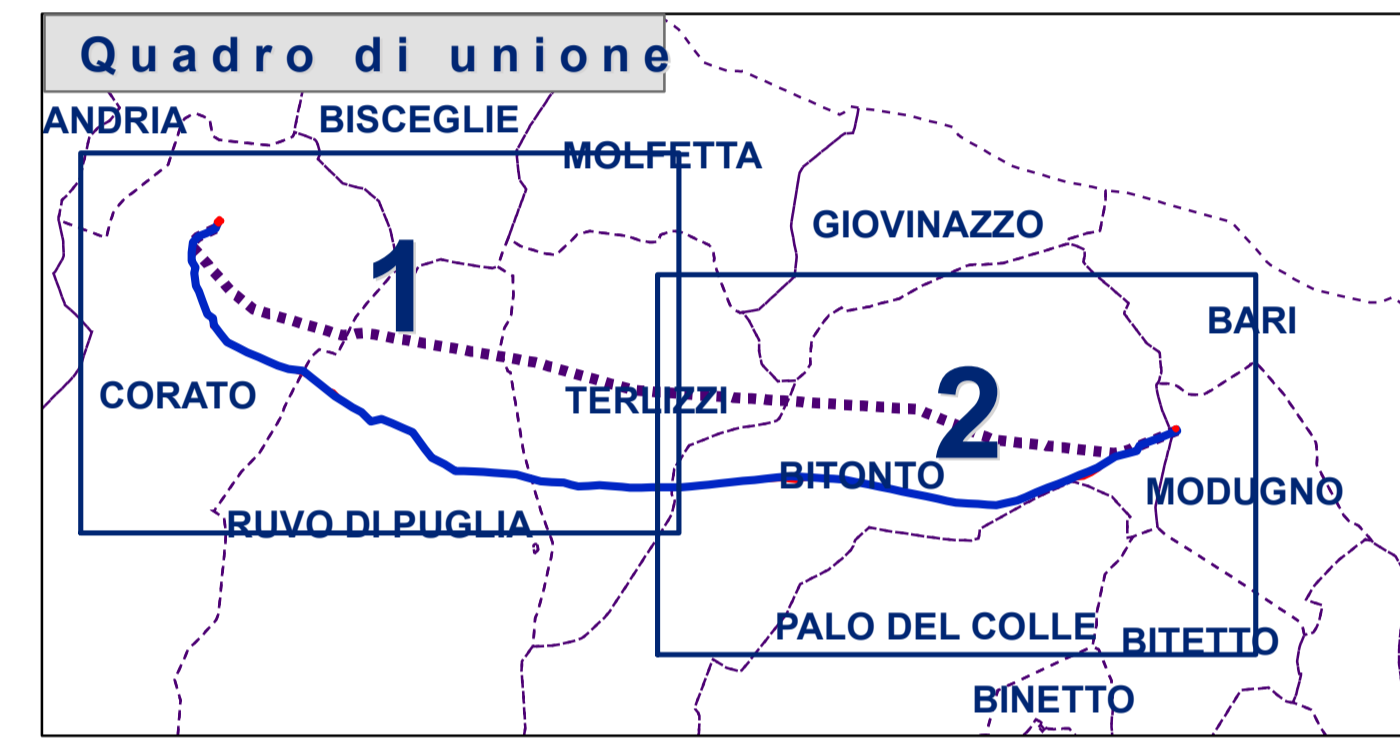 Quadro di unione
ANDRIA
BISCEGLIE
MOLFETTA
GIOVINAZZO
1
BARI
CORATO
TERLIZZI
2
BITONTO
MODUGNO
RUVO DI PUGLIA
PALO DEL COLLE
BITETTO
BINETTO